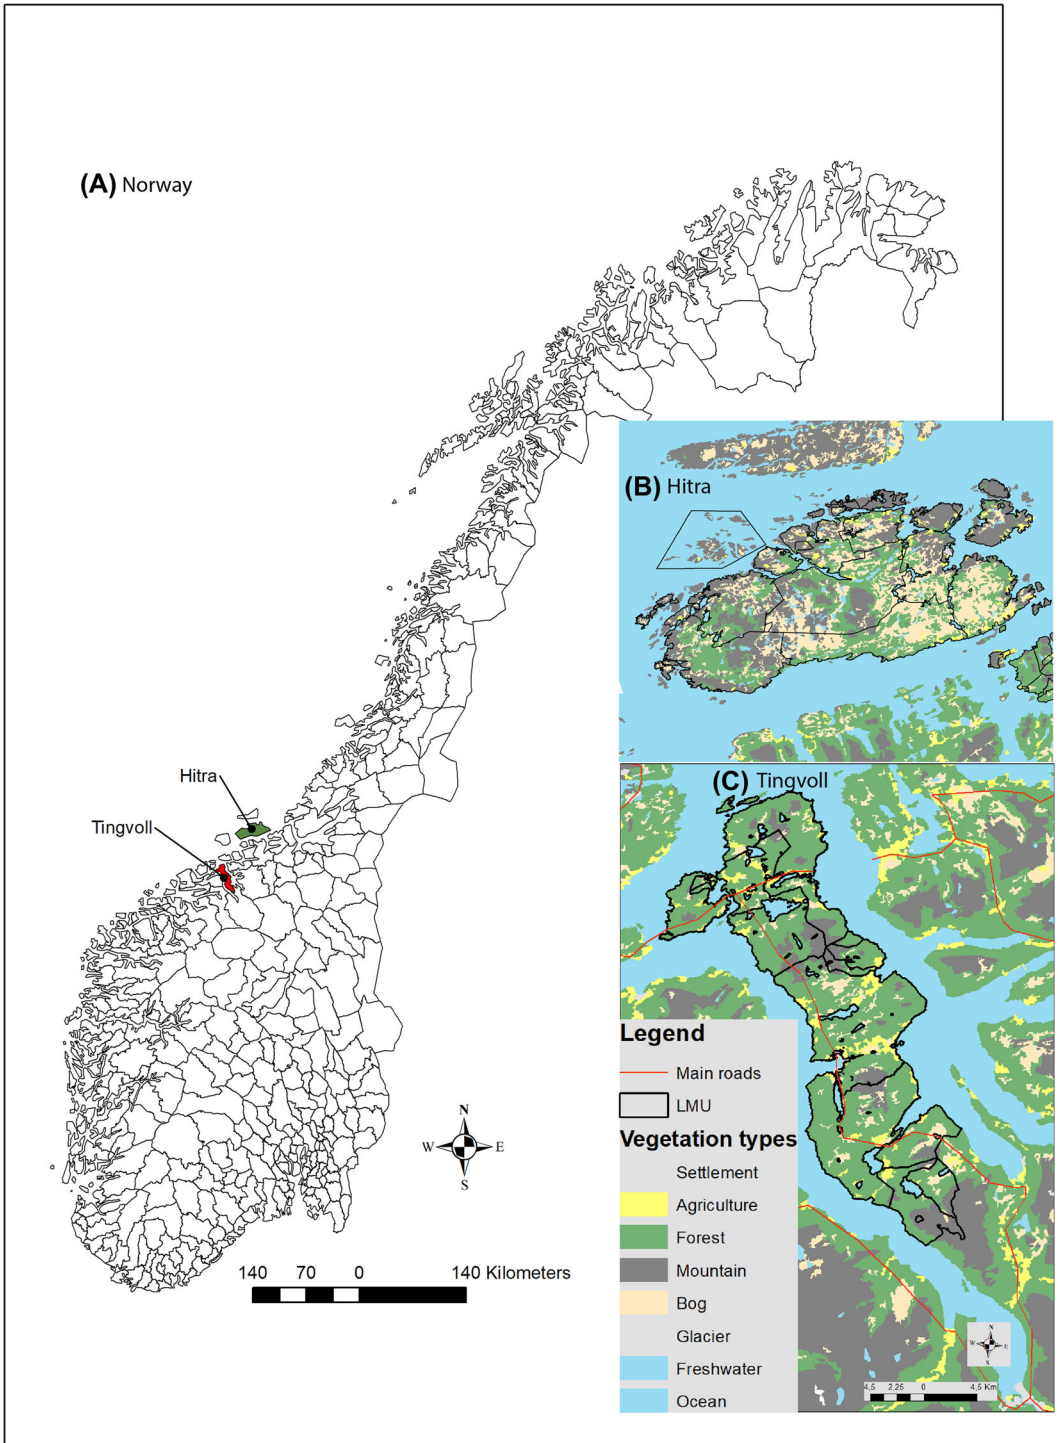 (A) Norway
(B) Hitra
Hitra
(C) Tingvoll
Tingvoll
Legend
Main roads
LMU
Vegetation types
Settlement
Agriculture
Forest
Mountain
Bog
Glacier
Freshwater
Ocean
N
W E
S
140 70 0 140 Kilometers
N
W E
S
4,5 2,25 0 4,5 Km